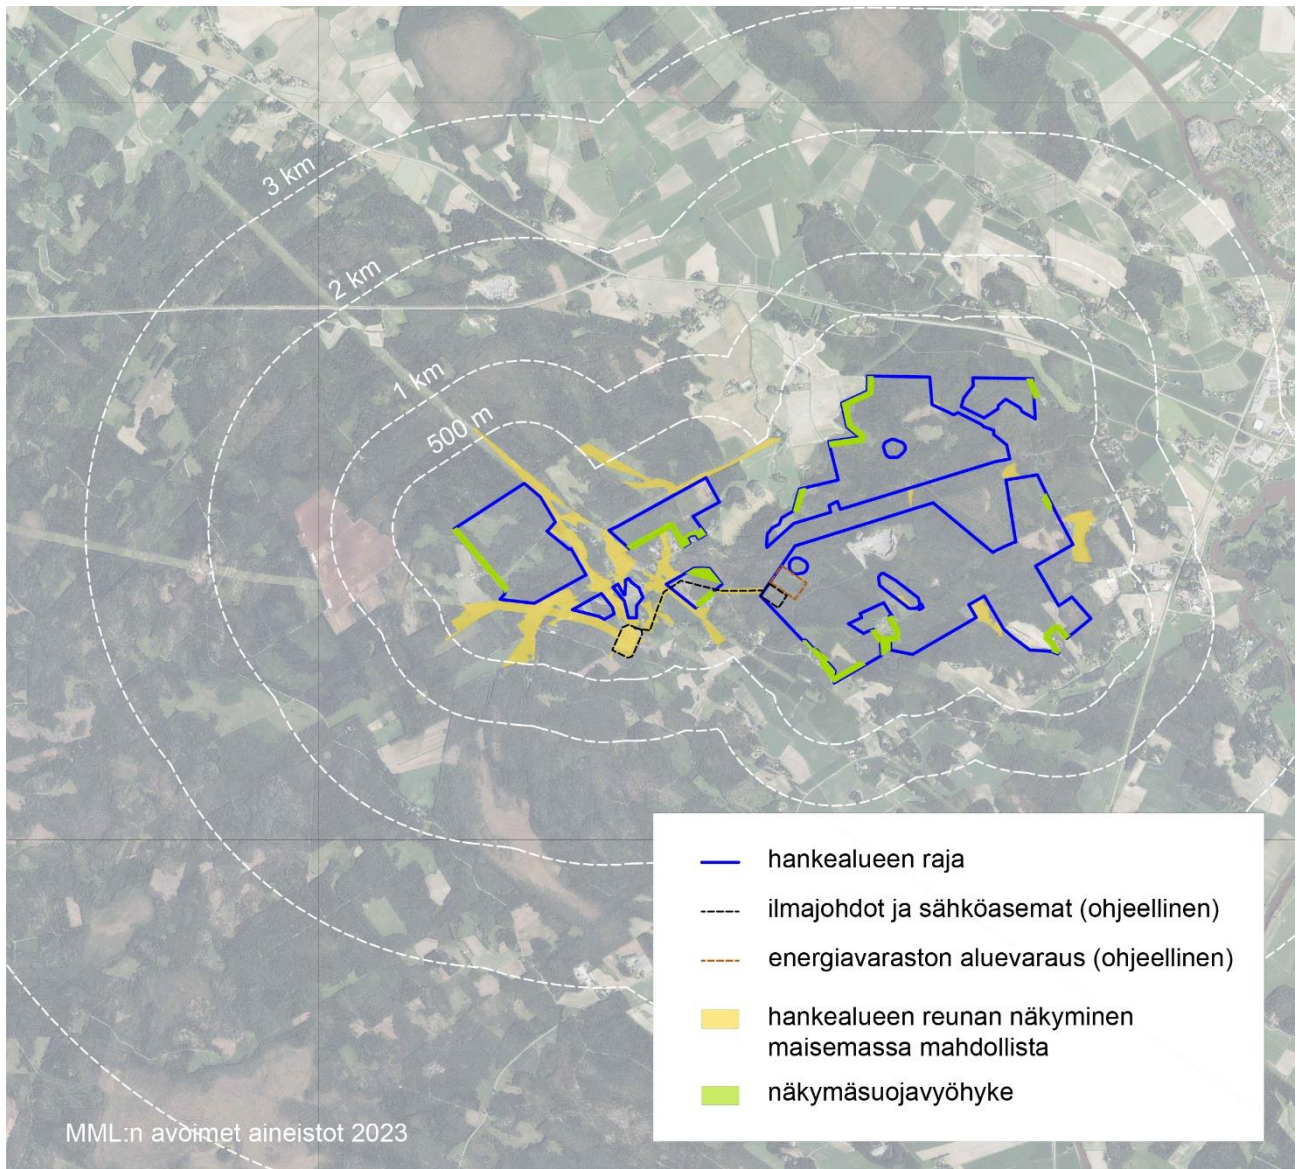 3 km
2 km
1 km
500 m
hankealueen raja
ilmajohdot ja sähköasemat (ohjeellinen)
energiavaraston aluevaraus (ohjeellinen)
hankealueen reunan näkyminen
maisemassa mahdollista
näkymäsuojavyöhyke
MML:n avoimet aineistot 2023